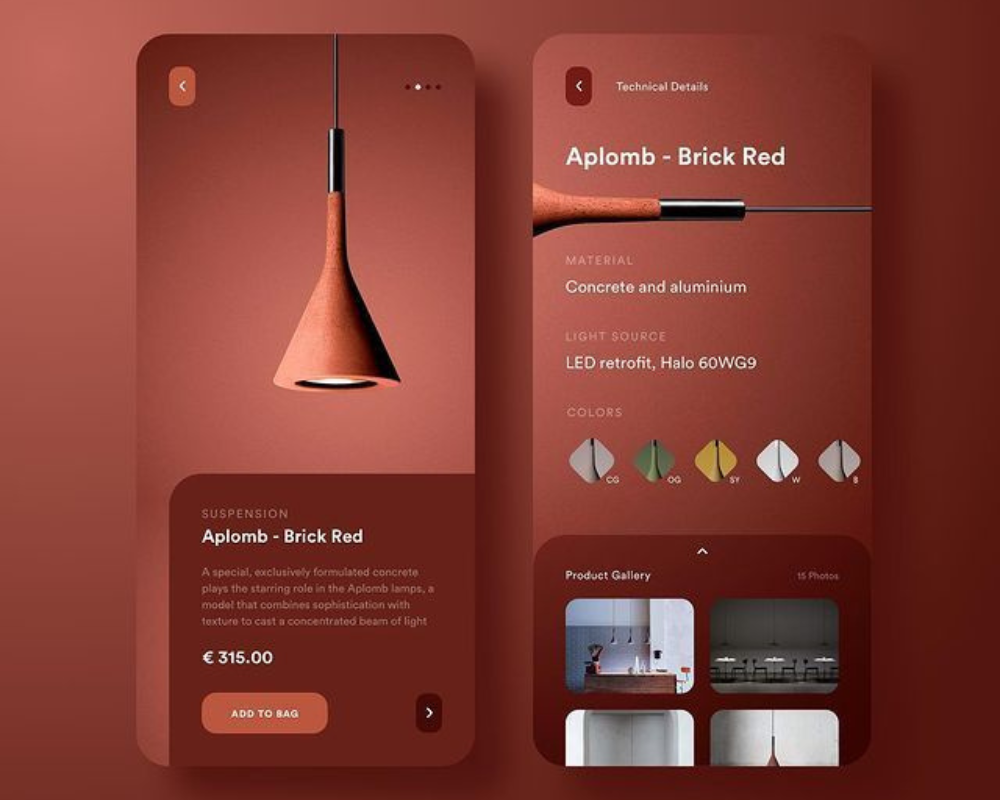 SUSPENSION
Aplomb - Brick Red
A special, exclusively formulated concrete
plays the starring role in the Aplomb lamps, a
model that combines sophistication with
texture to cast a concentrated beam of light
€ 315.00
ADD TO BAG
Technical Details
Aplomb - Brick Red
MATERIAL
Concrete and aluminium
LIGHT SOURCE
LED retrofit, Halo 60WG9
COLORS
CG OG SY W B
Product Gallery 15 Photos